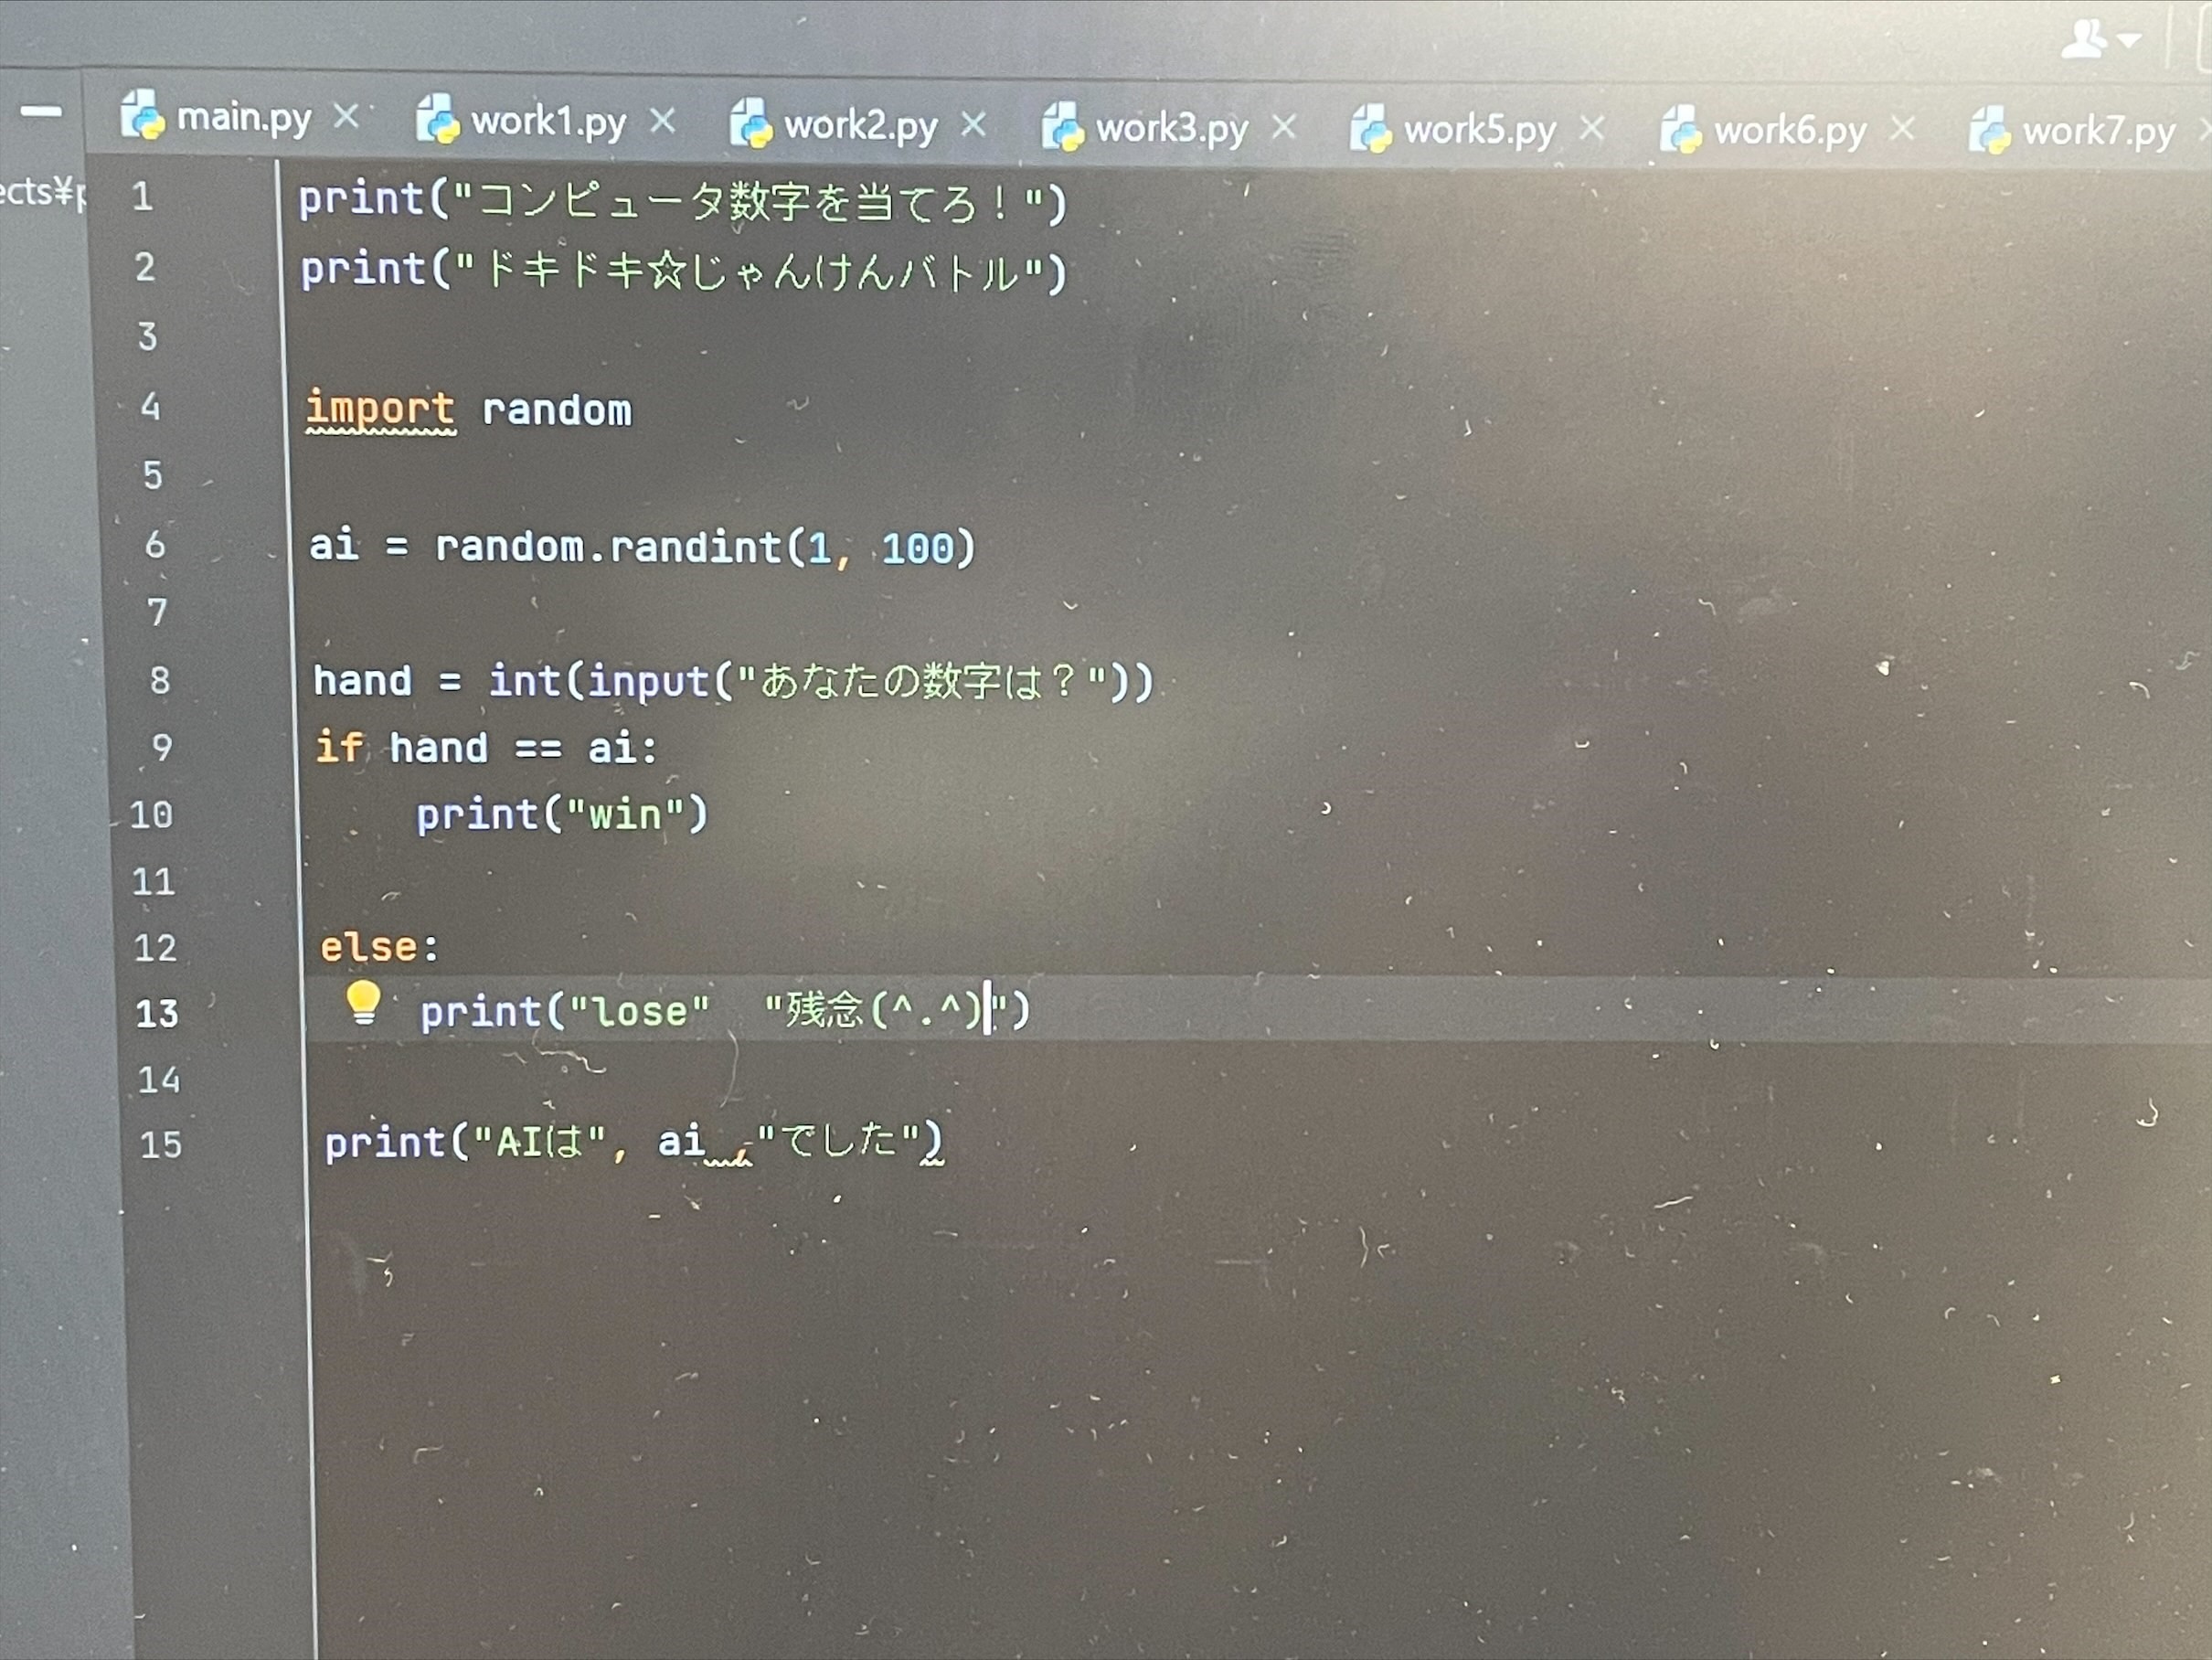 main.py × work1.py × work2.py × work3.py × work5.py × work6.py × work7.py
ects¥p
1 print("コンピュータ数字を当てろ！")
2 print("ドキドキ☆じゃんけんバトル")
3
4 import random
5
6 ai = random.randint(1, 100)
7
8 hand = int(input("あなたの数字は？"))
9 if hand == ai:
10     print("win")
11
12 else:
13     print("lose"  "残念(^.^)")
14
15 print("AIは", ai ,"でした")